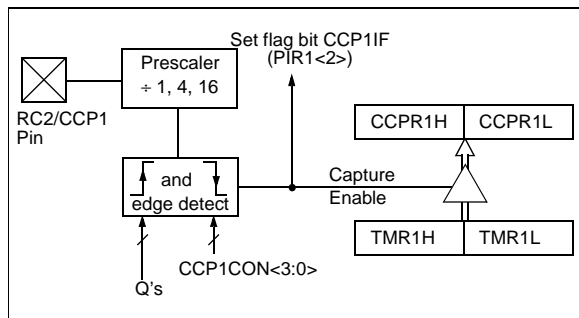 Set flag bit CCP1IF
(PIR1<2>)
Prescaler
÷ 1, 4, 16
RC2/CCP1
Pin
CCPR1H
CCPR1L
and
edge detect
Capture
Enable
TMR1H
TMR1L
CCP1CON<3:0>
Q's